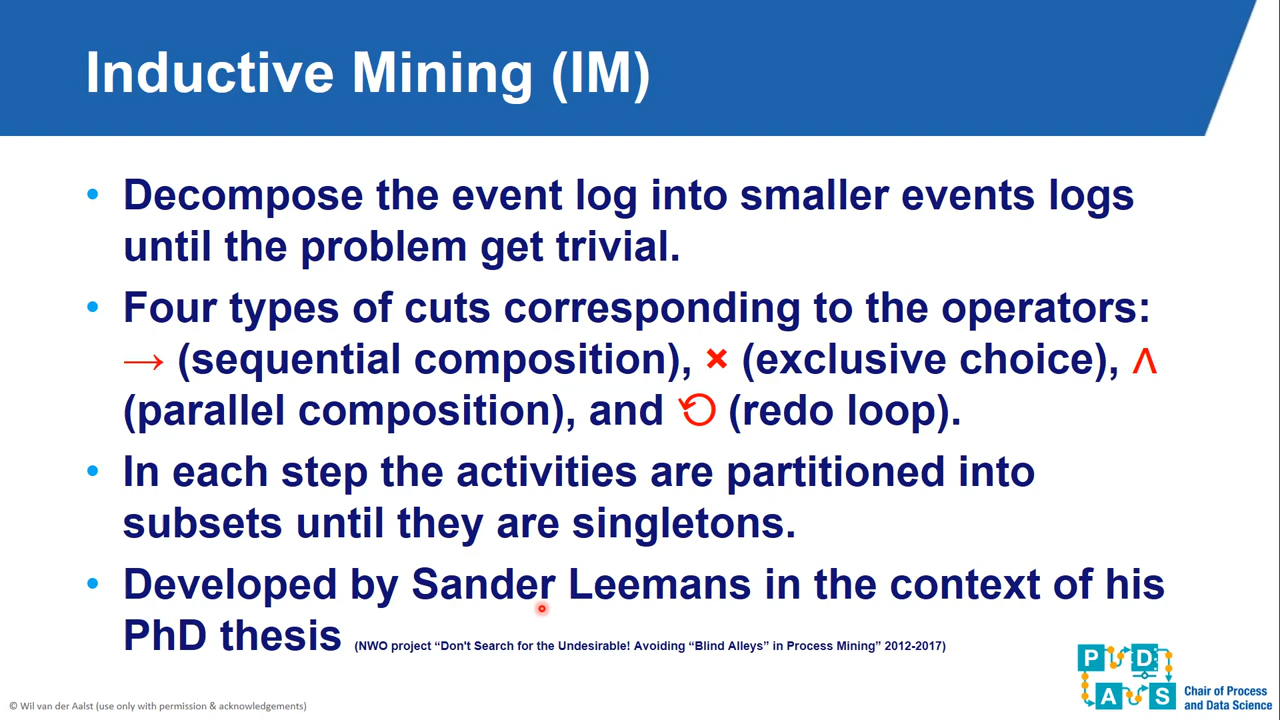 Inductive Mining (IM)
• Decompose the event log into smaller events logs
until the problem get trivial.
• Four types of cuts corresponding to the operators:
→ (sequential composition), × (exclusive choice), ∧
(parallel composition), and ↺ (redo loop).
• In each step the activities are partitioned into
subsets until they are singletons.
• Developed by Sander Leemans in the context of his
PhD thesis (NWO project “Don't Search for the Undesirable! Avoiding “Blind Alleys” in Process Mining” 2012-2017)
P D
A S
Chair of Process
and Data Science
© Wil van der Aalst (use only with permission & acknowledgements)